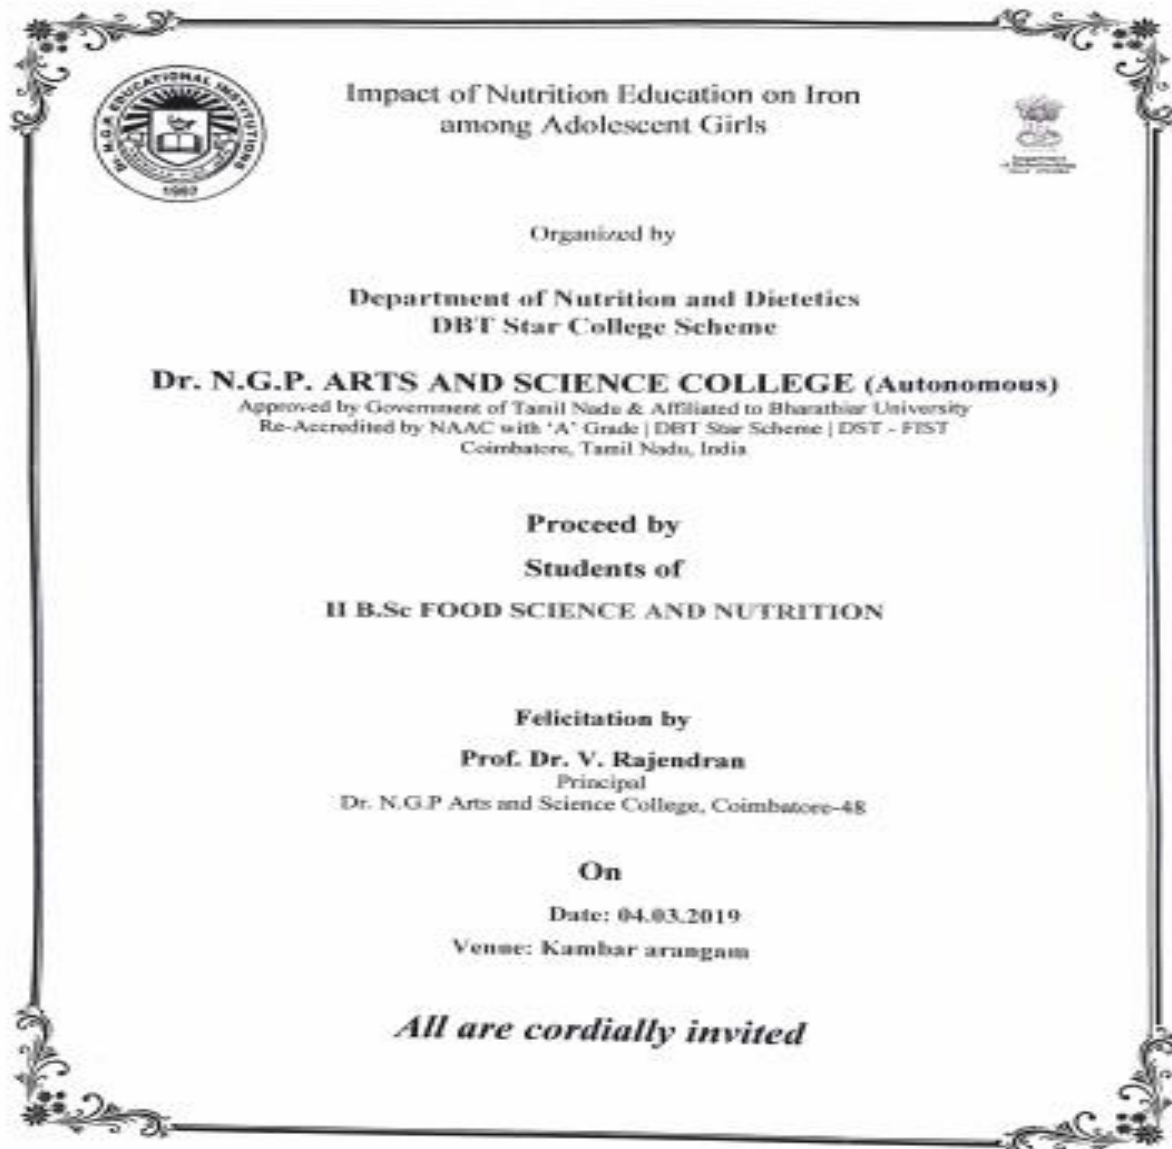 Dr. N.G.P. EDUCATIONAL INSTITUTIONS
Impact of Nutrition Education on Iron
among Adolescent Girls
Organized by
Department of Nutrition and Dietetics
DBT Star College Scheme
Dr. N.G.P. ARTS AND SCIENCE COLLEGE (Autonomous)
Approved by Government of Tamil Nadu & Affiliated to Bharathiar University
Re-Accredited by NAAC with ‘A’ Grade | DBT Star Scheme | DST - FIST
Coimbatore, Tamil Nadu, India
Proceed by
Students of
II B.Sc FOOD SCIENCE AND NUTRITION
Felicitation by
Prof. Dr. V. Rajendran
Principal
Dr. N.G.P Arts and Science College, Coimbatore-48
On
Date: 04.03.2019
Venue: Kambar arangam
All are cordially invited